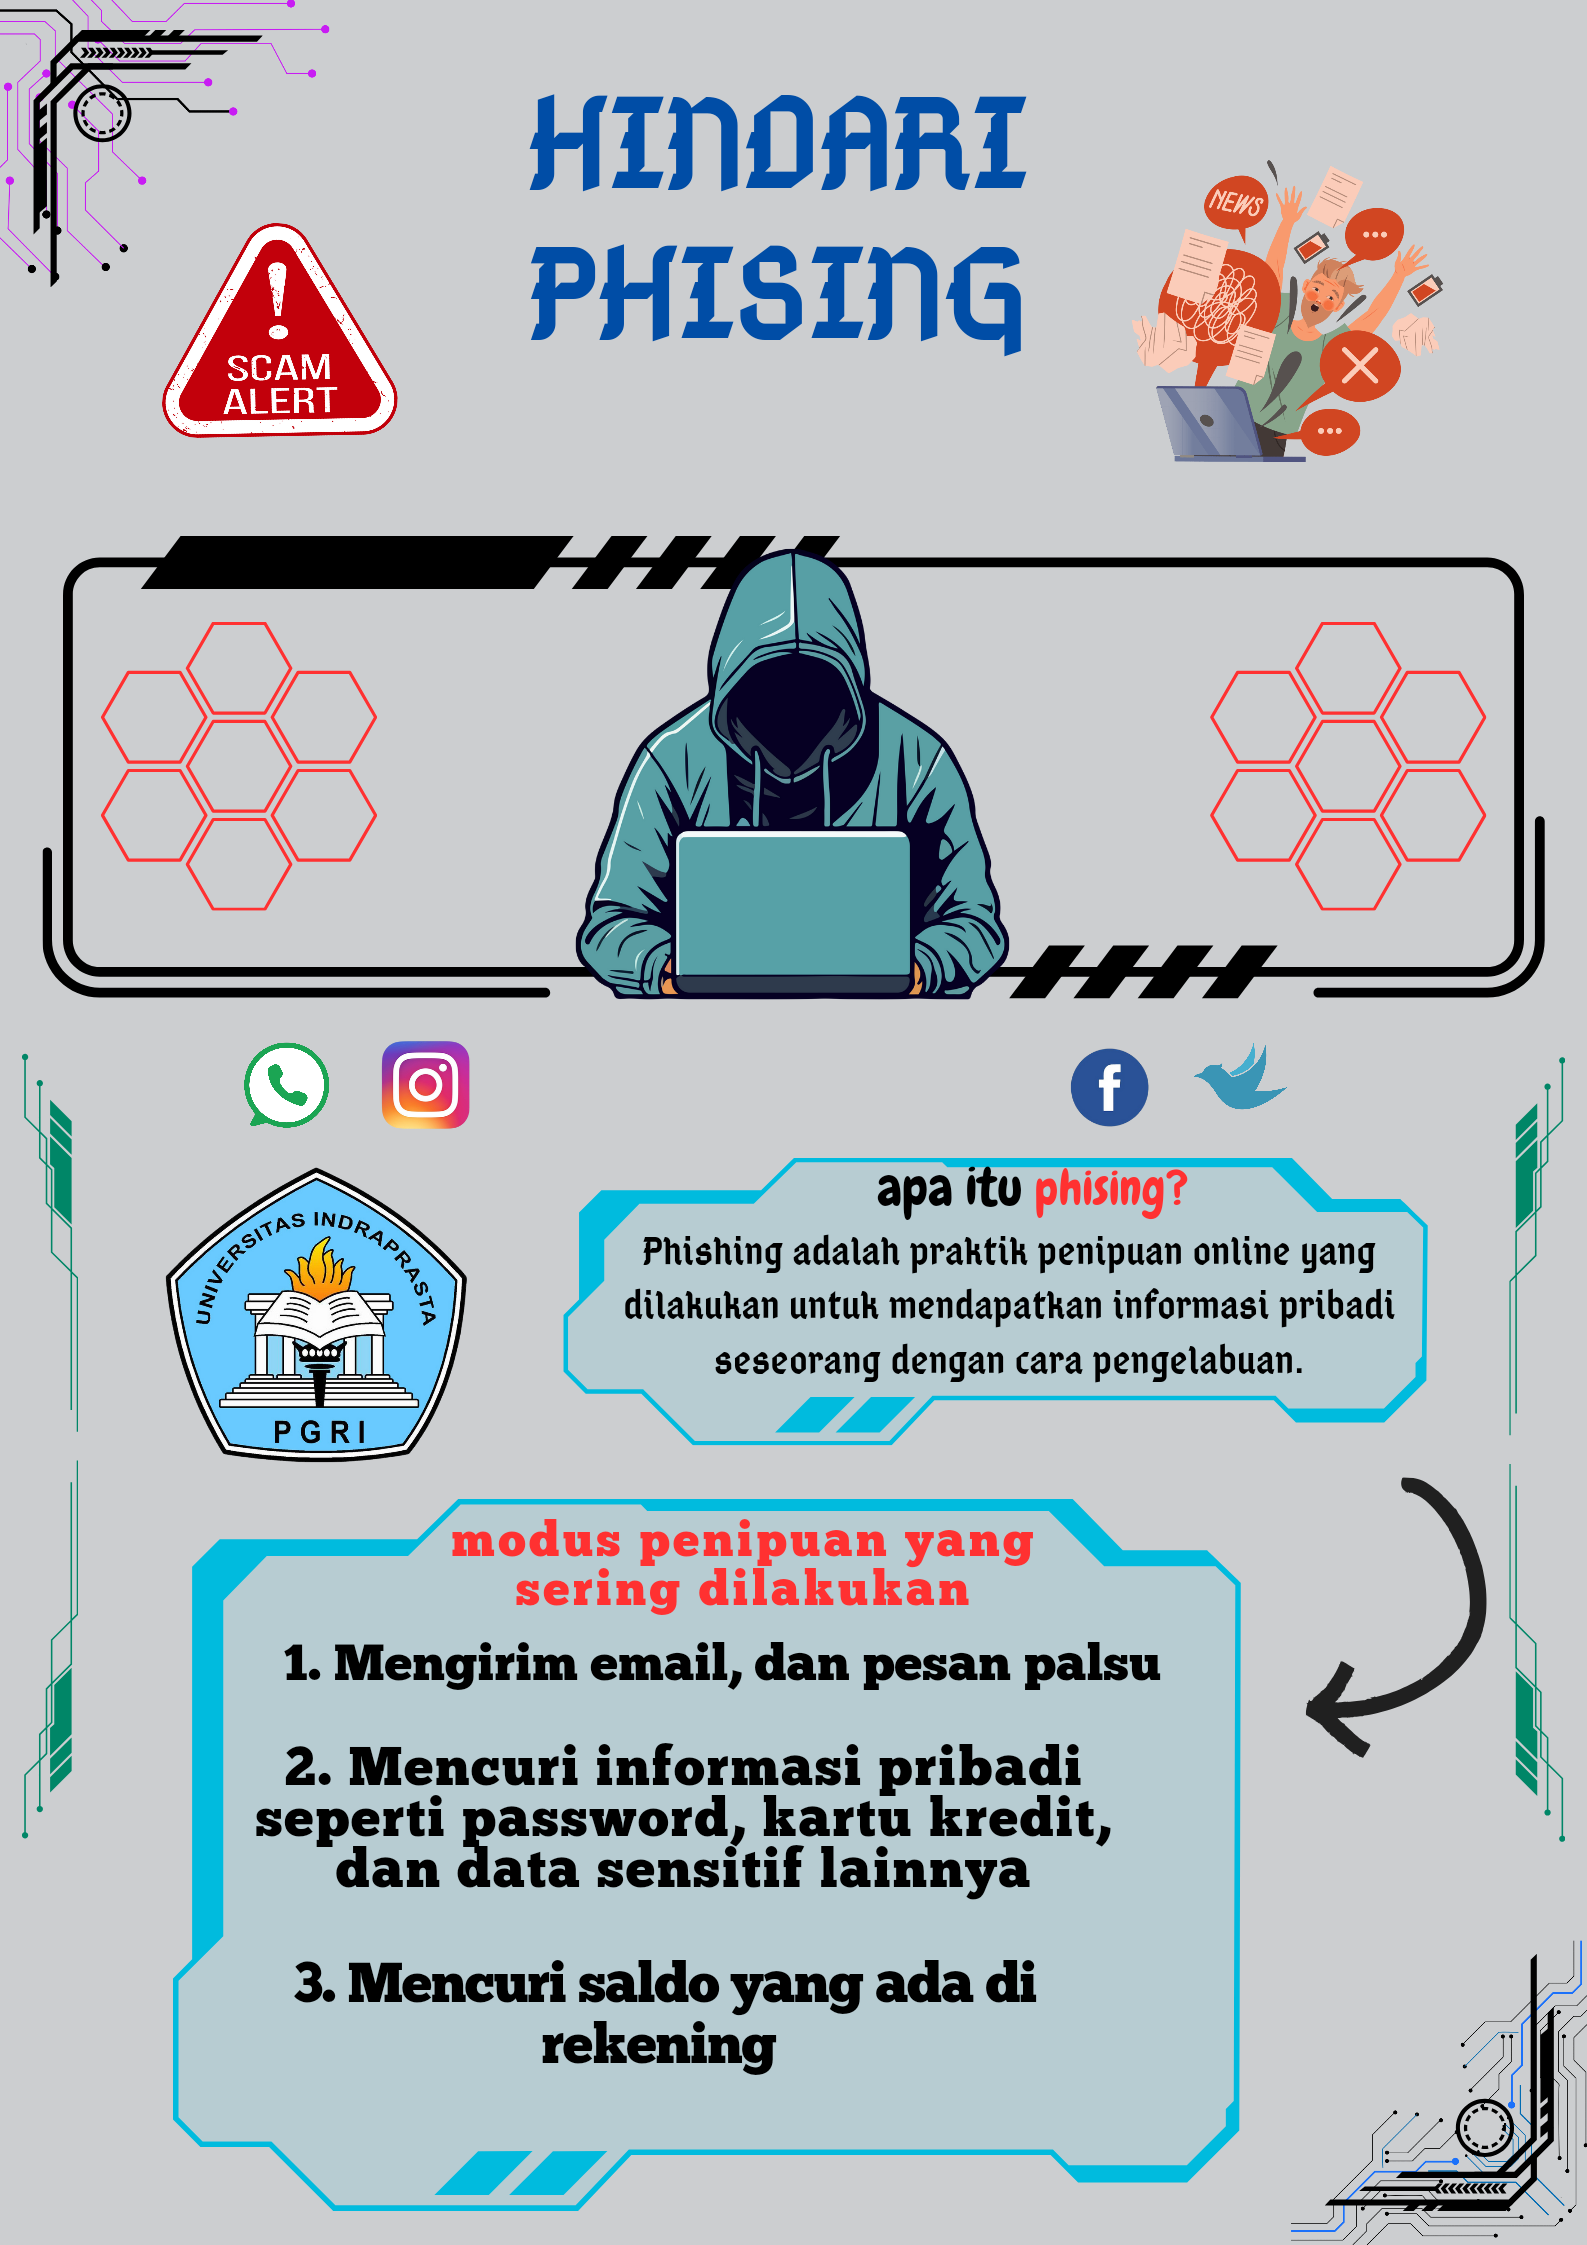 HINDARI
PHISING
SCAM
ALERT
NEWS
UNIVERSITAS INDRAPRASTA
PGRI
apa itu phising?
Phishing adalah praktik penipuan online yang
dilakukan untuk mendapatkan informasi pribadi
seseorang dengan cara pengelabuan.
modus penipuan yang
sering dilakukan
1. Mengirim email, dan pesan palsu
2. Mencuri informasi pribadi
seperti password, kartu kredit,
dan data sensitif lainnya
3. Mencuri saldo yang ada di
rekening